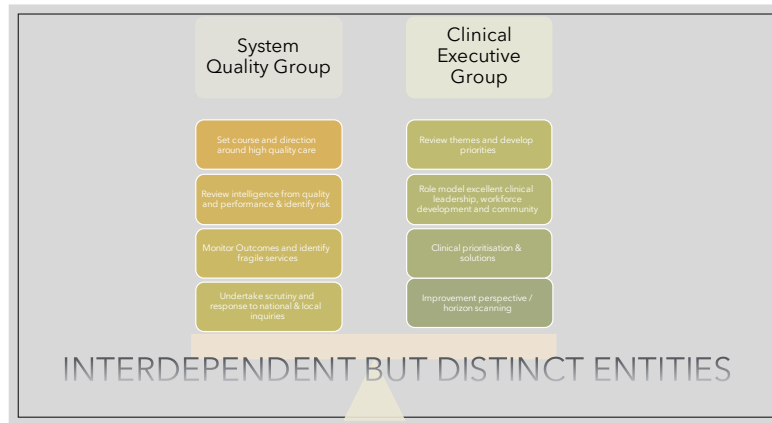 System
Quality Group
Clinical
Executive
Group
Set course and direction
around high quality care
Review intelligence from quality
and performance & identify risk
Monitor Outcomes and identify
fragile services
Undertake scrutiny and
response to national & local
inquiries
Review themes and develop
priorities
Role model excellent clinical
leadership, workforce
development and community
Clinical prioritisation &
solutions
Improvement perspective /
horizon scanning
INTERDEPENDENT BUT DISTINCT ENTITIES